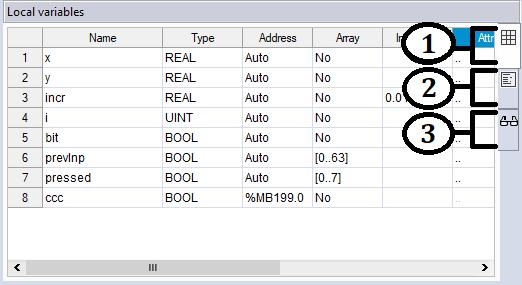 Local variables
Name Type Address Array In Attr
1 x REAL Auto No ..
2 y REAL Auto No ..
3 incr REAL Auto No 0.0 ..
4 i UINT Auto No ..
5 bit BOOL Auto No ..
6 prevInp BOOL Auto [0..63] ..
7 pressed BOOL Auto [0..7] ..
8 ccc BOOL %MB199.0 No ..
1
2
3